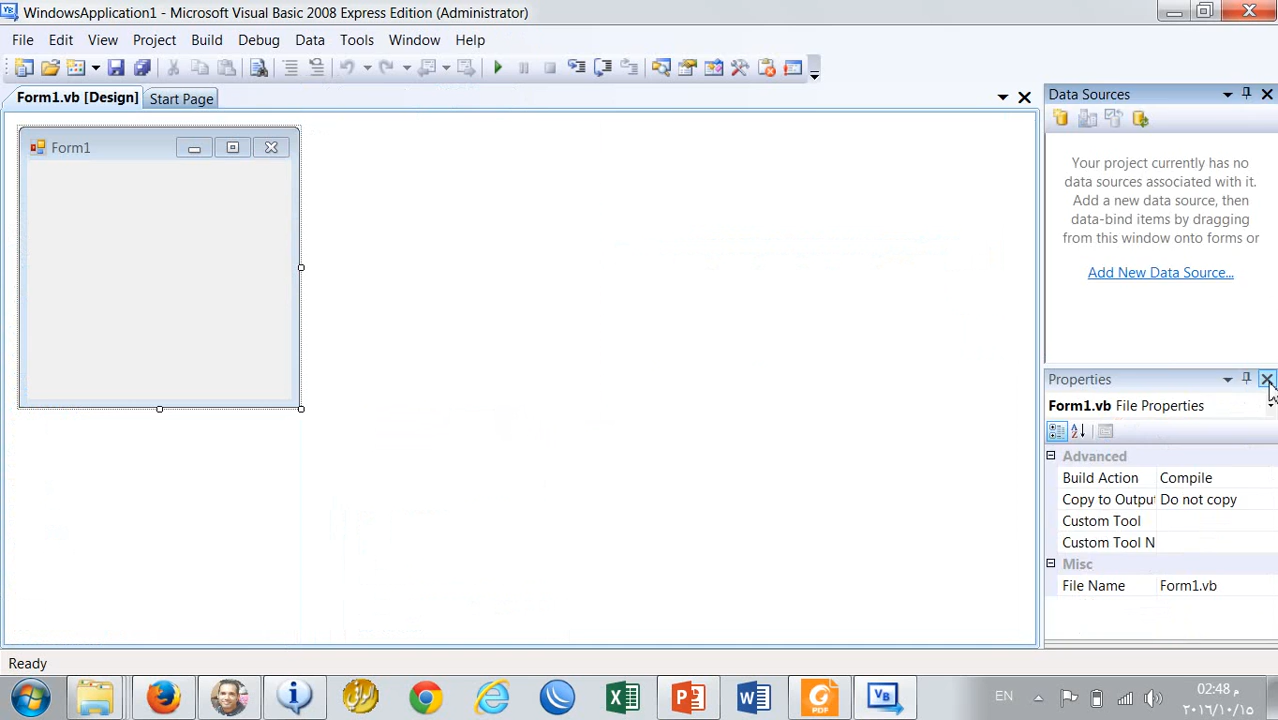 WindowsApplication1 - Microsoft Visual Basic 2008 Express Edition (Administrator)
File Edit View Project Build Debug Data Tools Window Help
Form1.vb [Design] Start Page
Form1
Data Sources
Your project currently has no
data sources associated with it.
Add a new data source, then
data-bind items by dragging
from this window onto forms or
Add New Data Source...
Properties
Form1.vb File Properties
Advanced
Build Action Compile
Copy to Output Do not copy
Custom Tool
Custom Tool N
Misc
File Name Form1.vb
Ready
PDF
VB
EN
02:48 م
٢٠١٦/١٠/١٥